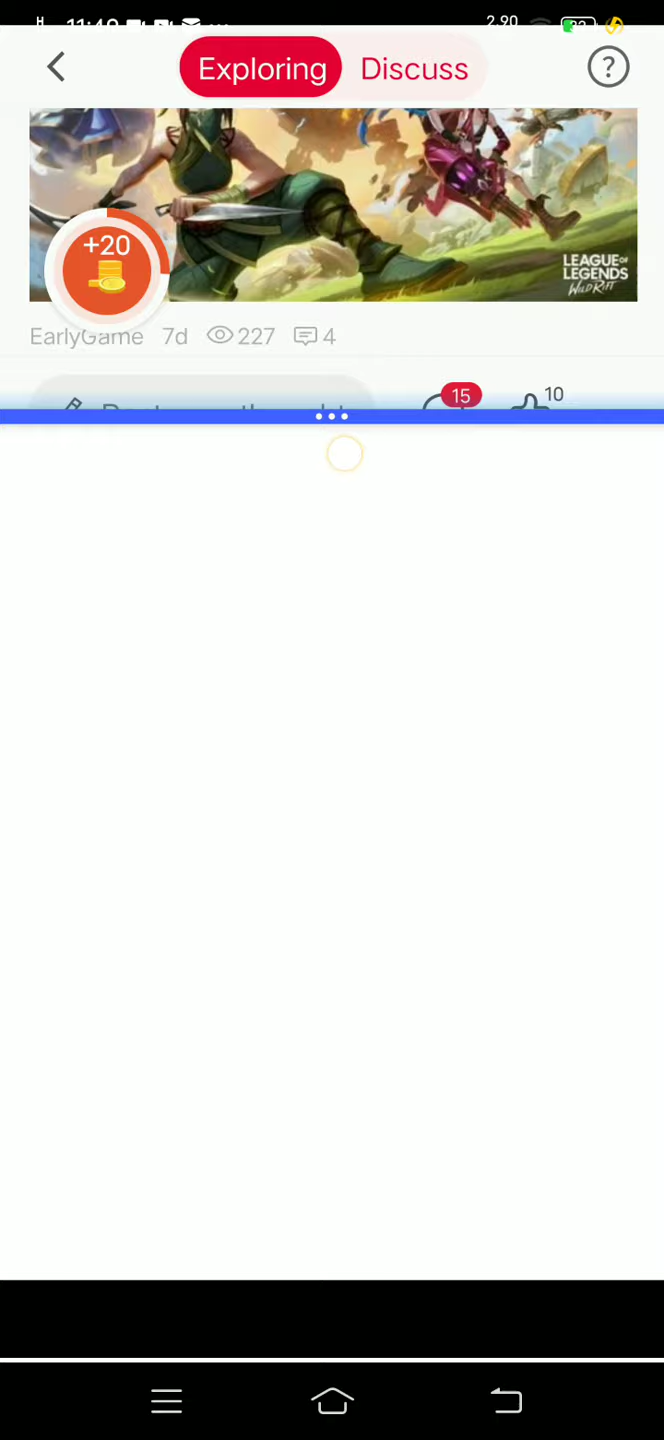 Exploring Discuss
+20
LEAGUE OF
LEGENDS
WILD RIFT
EarlyGame 7d 227 4
15 10